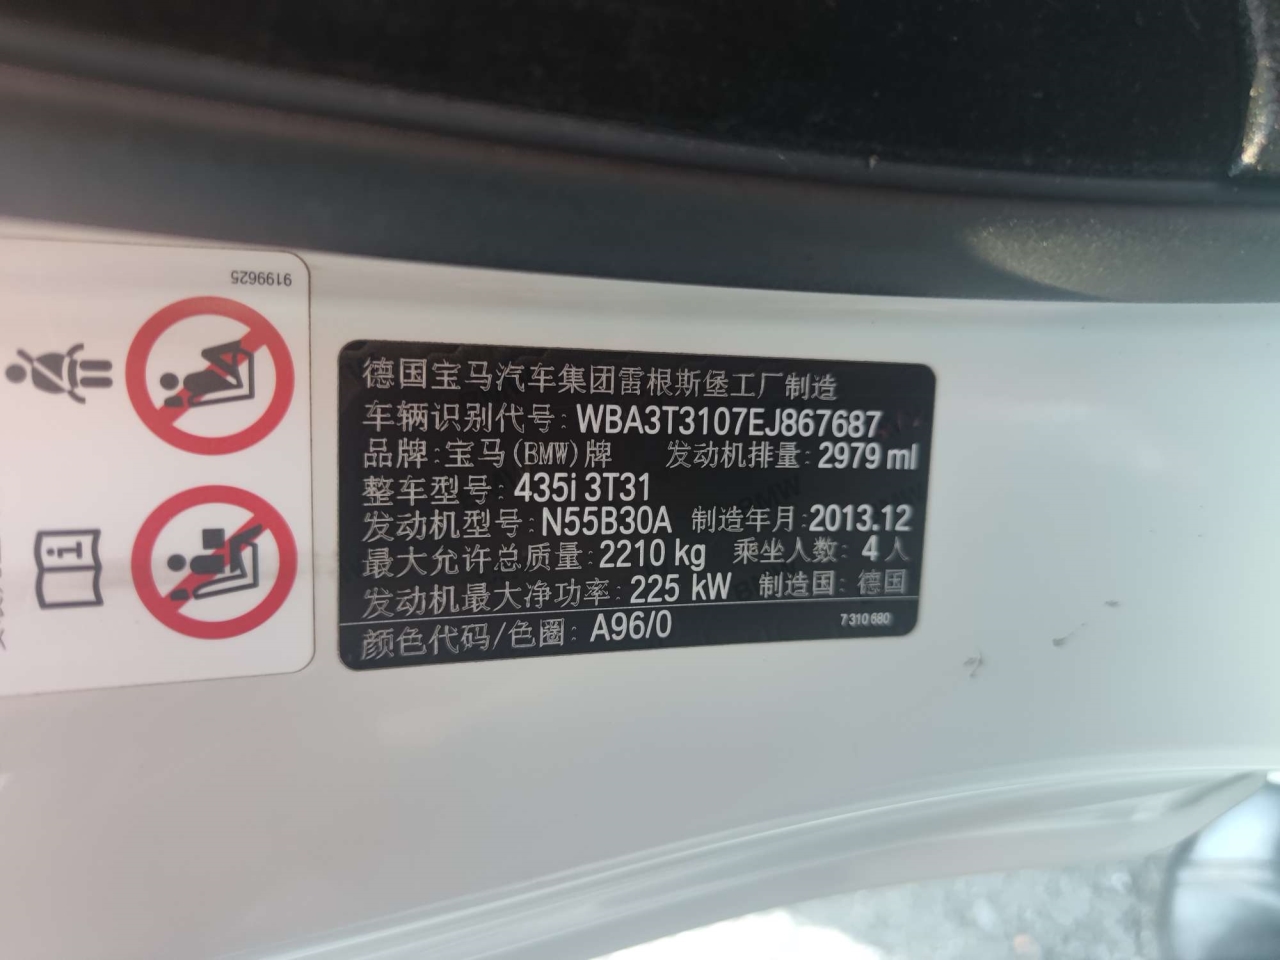 9199625
德国宝马汽车集团雷根斯堡工厂制造
车辆识别代号: WBA3T3107EJ867687
品牌:宝马(BMW)牌 发动机排量: 2979 ml
整车型号: 435i 3T31
发动机型号: N55B30A 制造年月: 2013.12
最大允许总质量: 2210 kg 乘坐人数: 4 人
发动机最大净功率: 225 kW 制造国: 德国
颜色代码/色圈: A96/0 7 310 680